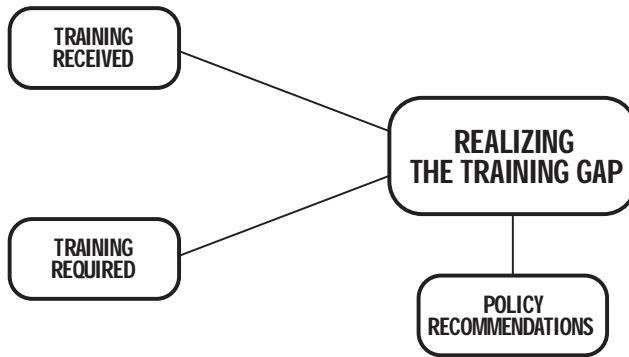 TRAINING
RECEIVED
REALIZING
THE TRAINING GAP
TRAINING
REQUIRED
POLICY
RECOMMENDATIONS